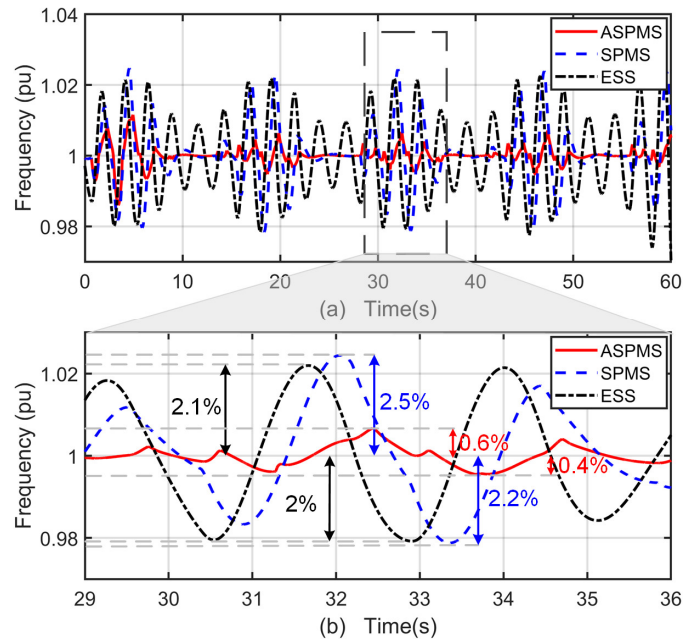 1.04
1.02
1
0.98
Frequency (pu)
ASPMS
SPMS
ESS
0 10 20 30 40 50 60
(a) Time(s)
1.02
1
0.98
Frequency (pu)
ASPMS
SPMS
ESS
2.1%
2.5%
0.6%
0.4%
2%
2.2%
29 30 31 32 33 34 35 36
(b) Time(s)